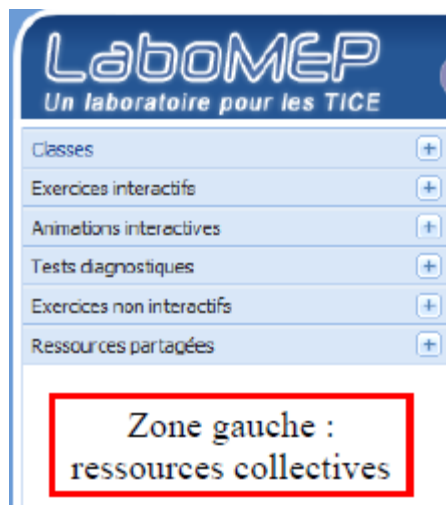 LaboMEP
Un laboratoire pour les TICE
Classes
Exercices interactifs
Animations interactives
Tests diagnostiques
Exercices non interactifs
Ressources partagées
Zone gauche :
ressources collectives